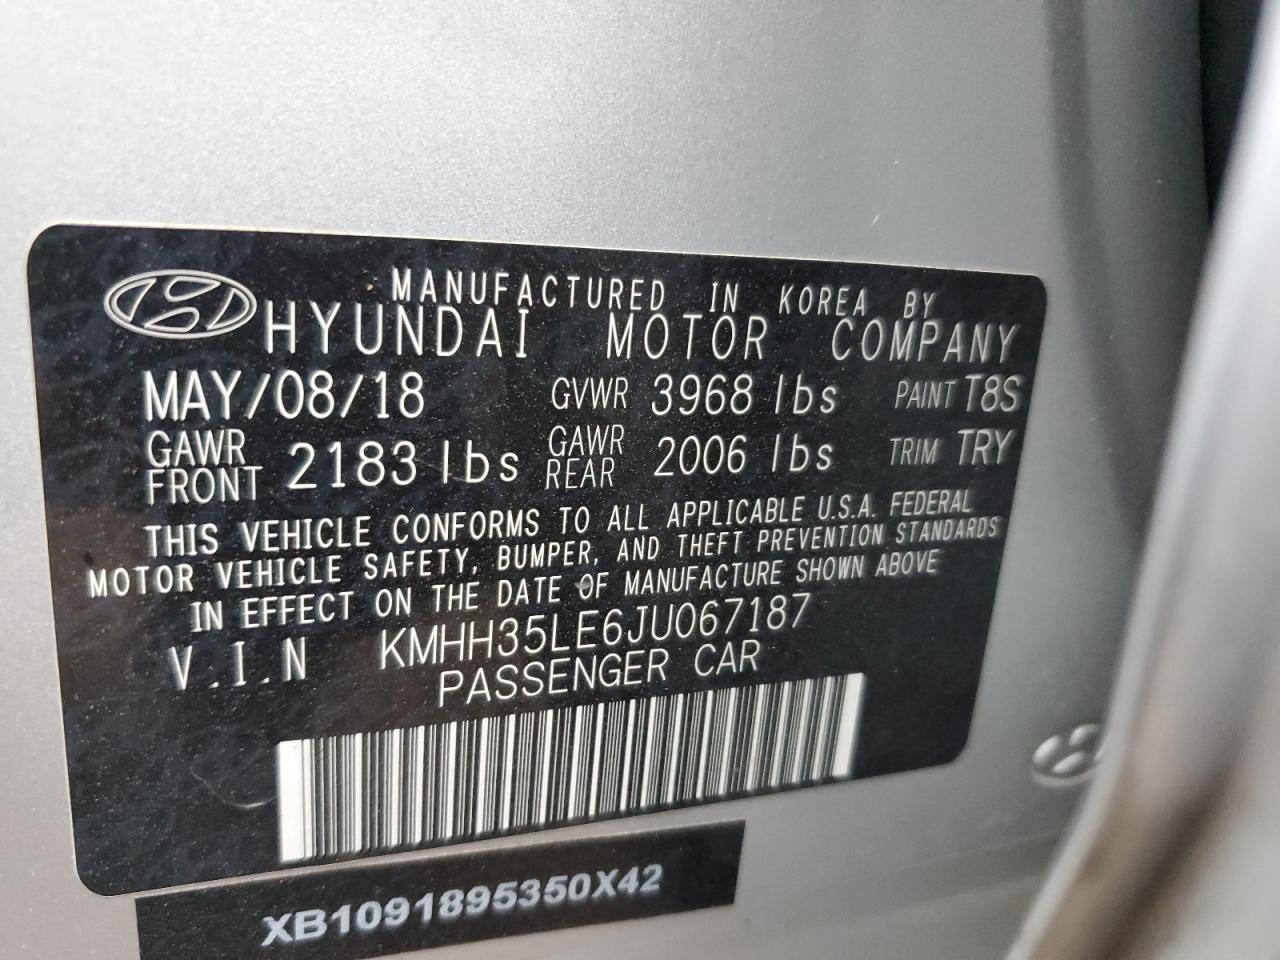 MANUFACTURED IN KOREA BY
HYUNDAI MOTOR COMPANY
MAY/08/18 GVWR 3968 lbs PAINT T8S
GAWR FRONT 2183 lbs GAWR REAR 2006 lbs TRIM TRY
THIS VEHICLE CONFORMS TO ALL APPLICABLE U.S.A. FEDERAL
MOTOR VEHICLE SAFETY, BUMPER, AND THEFT PREVENTION STANDARDS
IN EFFECT ON THE DATE OF MANUFACTURE SHOWN ABOVE
V.I.N KMHH35LE6JU067187
PASSENGER CAR
XB1091895350X42